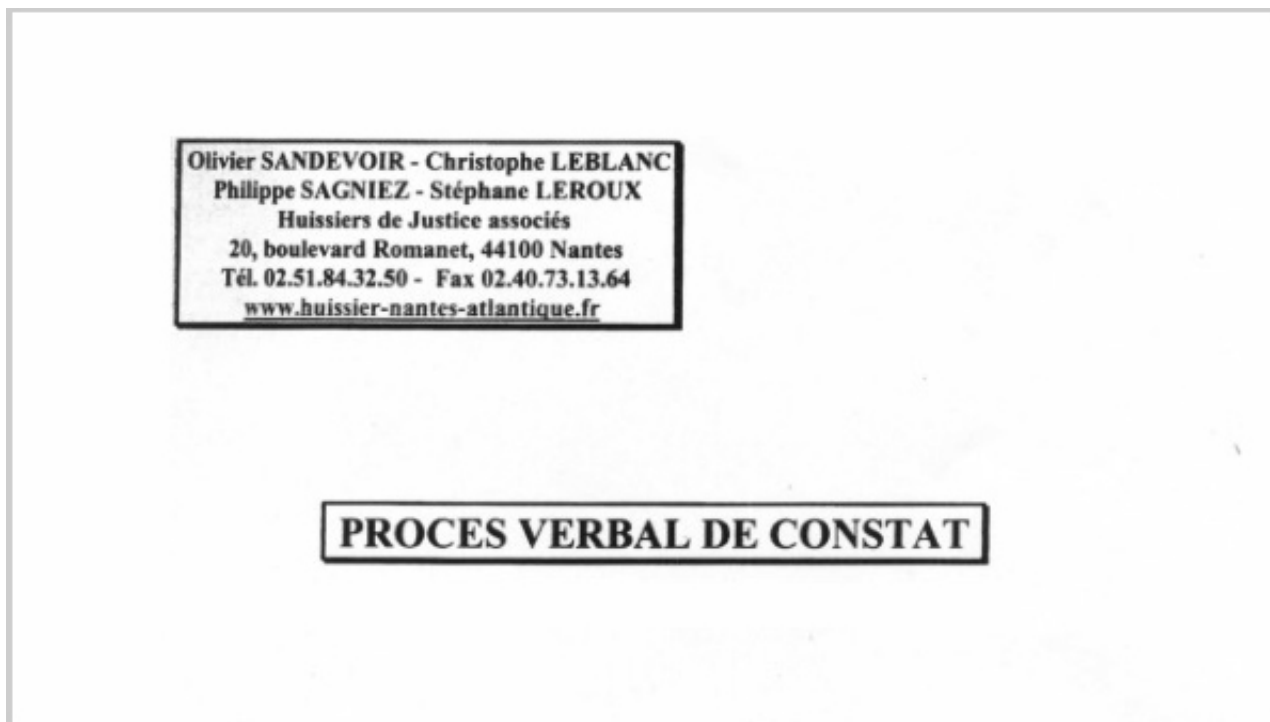 Olivier SANDEVOIR - Christophe LEBLANC
Philippe SAGNIEZ - Stéphane LEROUX
Huissiers de Justice associés
20, boulevard Romanet, 44100 Nantes
Tél. 02.51.84.32.50 - Fax 02.40.73.13.64
www.huissier-nantes-atlantique.fr
PROCES VERBAL DE CONSTAT